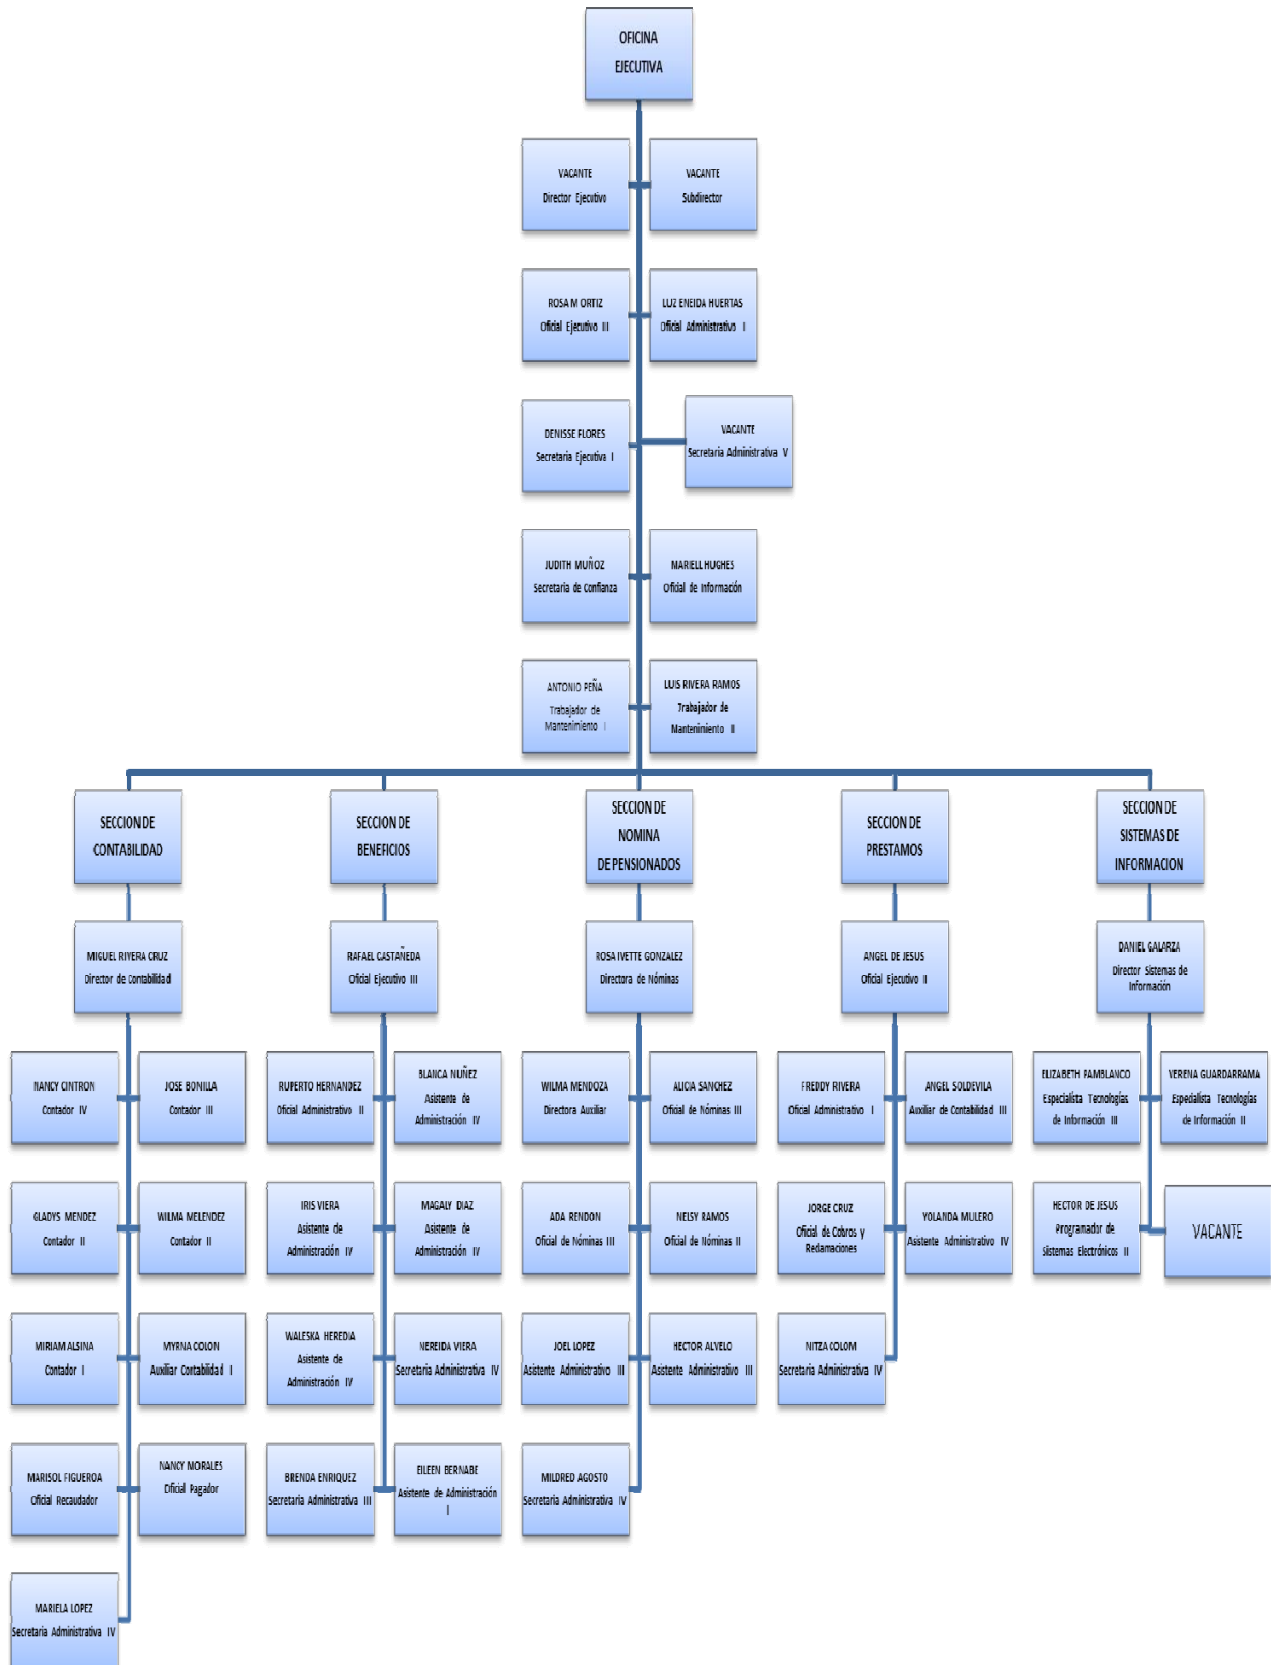 OFICINA
EJECUTIVA
VACANTE
Director Ejecutivo
VACANTE
Subdirector
ROSA M ORTIZ
Oficial Ejecutivo III
LUZ ENEIDA HUERTAS
Oficial Administrativo I
DENISSE FLORES
Secretaria Ejecutiva I
VACANTE
Secretaria Administrativa V
JUDITH MUÑOZ
Secretaria de Confianza
MARIELL HUGHES
Oficial de Información
ANTONIO PEÑA
Trabajador de
Mantenimiento I
LUIS RIVERA RAMOS
Trabajador de
Mantenimiento II
SECCION DE
CONTABILIDAD
SECCION DE
BENEFICIOS
SECCION DE
NOMINA
DE PENSIONADOS
SECCION DE
PRESTAMOS
SECCION DE
SISTEMAS DE
INFORMACION
MIGUEL RIVERA CRUZ
Director de Contabilidad
RAFAEL CASTAÑEDA
Oficial Ejecutivo III
ROSA IVETTE GONZALEZ
Directora de Nóminas
ANGEL DE JESUS
Oficial Ejecutivo II
DANIEL GALARZA
Director Sistemas de
Información
NANCY CINTRON
Contador IV
JOSE BONILLA
Contador III
RUPERTO HERNANDEZ
Oficial Administrativo II
BLANCA NUÑEZ
Asistente de
Administración IV
WILMA MENDOZA
Directora Auxiliar
ALICIA SANCHEZ
Oficial de Nóminas III
FREDDY RIVERA
Oficial Administrativo I
ANGEL SOLDEVILA
Auxiliar de Contabilidad III
ELIZABETH PAMBLANCO
Especialista Tecnologías
de Información III
VERENA GUARDARRAMA
Especialista Tecnologías
de Información II
GLADYS MENDEZ
Contador II
WILMA MELENDEZ
Contador II
IRIS VIERA
Asistente de
Administración IV
MAGALY DIAZ
Asistente de
Administración IV
ADA RENDON
Oficial de Nóminas III
NEISY RAMOS
Oficial de Nóminas II
JORGE CRUZ
Oficial de Cobros y
Reclamaciones
YOLANDA MULERO
Asistente Administrativo IV
HECTOR DE JESUS
Programador de
Sistemas Electrónicos II
VACANTE
MIRIAM ALSINA
Contador I
MYRNA COLON
Auxiliar Contabilidad I
WALESKA HEREDIA
Asistente de
Administración IV
NEREIDA VIERA
Secretaria Administrativa IV
JOEL LOPEZ
Asistente Administrativo III
HECTOR ALVELO
Asistente Administrativo III
NITZA COLOM
Secretaria Administrativa IV
MARISOL FIGUEROA
Oficial Recaudador
NANCY MORALES
Oficial Pagador
BRENDA ENRIQUEZ
Secretaria Administrativa III
EILEEN BERNABE
Asistente de Administración
I
MILDRED AGOSTO
Secretaria Administrativa IV
MARIELA LOPEZ
Secretaria Administrativa IV